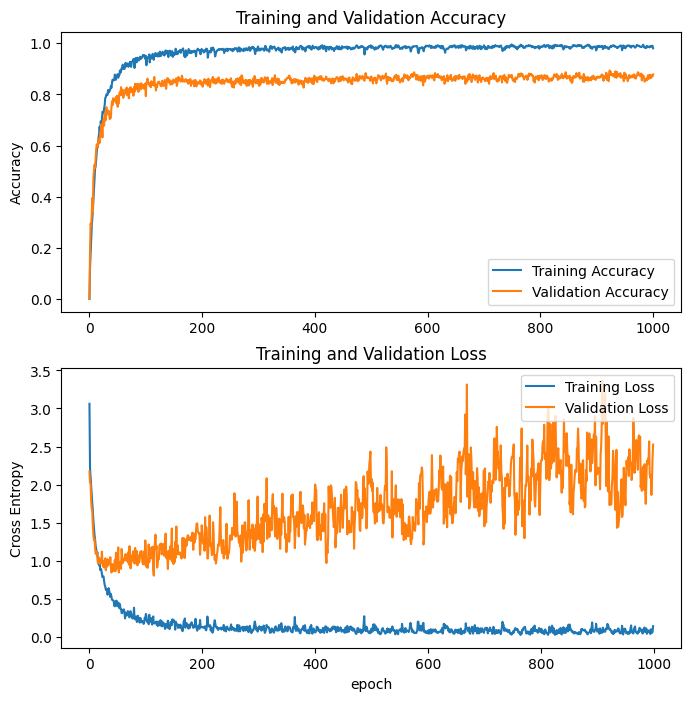 Training and Validation Accuracy
1.0
0.8
0.6
0.4
0.2
0.0
Accuracy
Training Accuracy
Validation Accuracy
0 200 400 600 800 1000
Training and Validation Loss
3.5
3.0
2.5
2.0
1.5
1.0
0.5
0.0
Cross Entropy
Training Loss
Validation Loss
0 200 400 600 800 1000
epoch